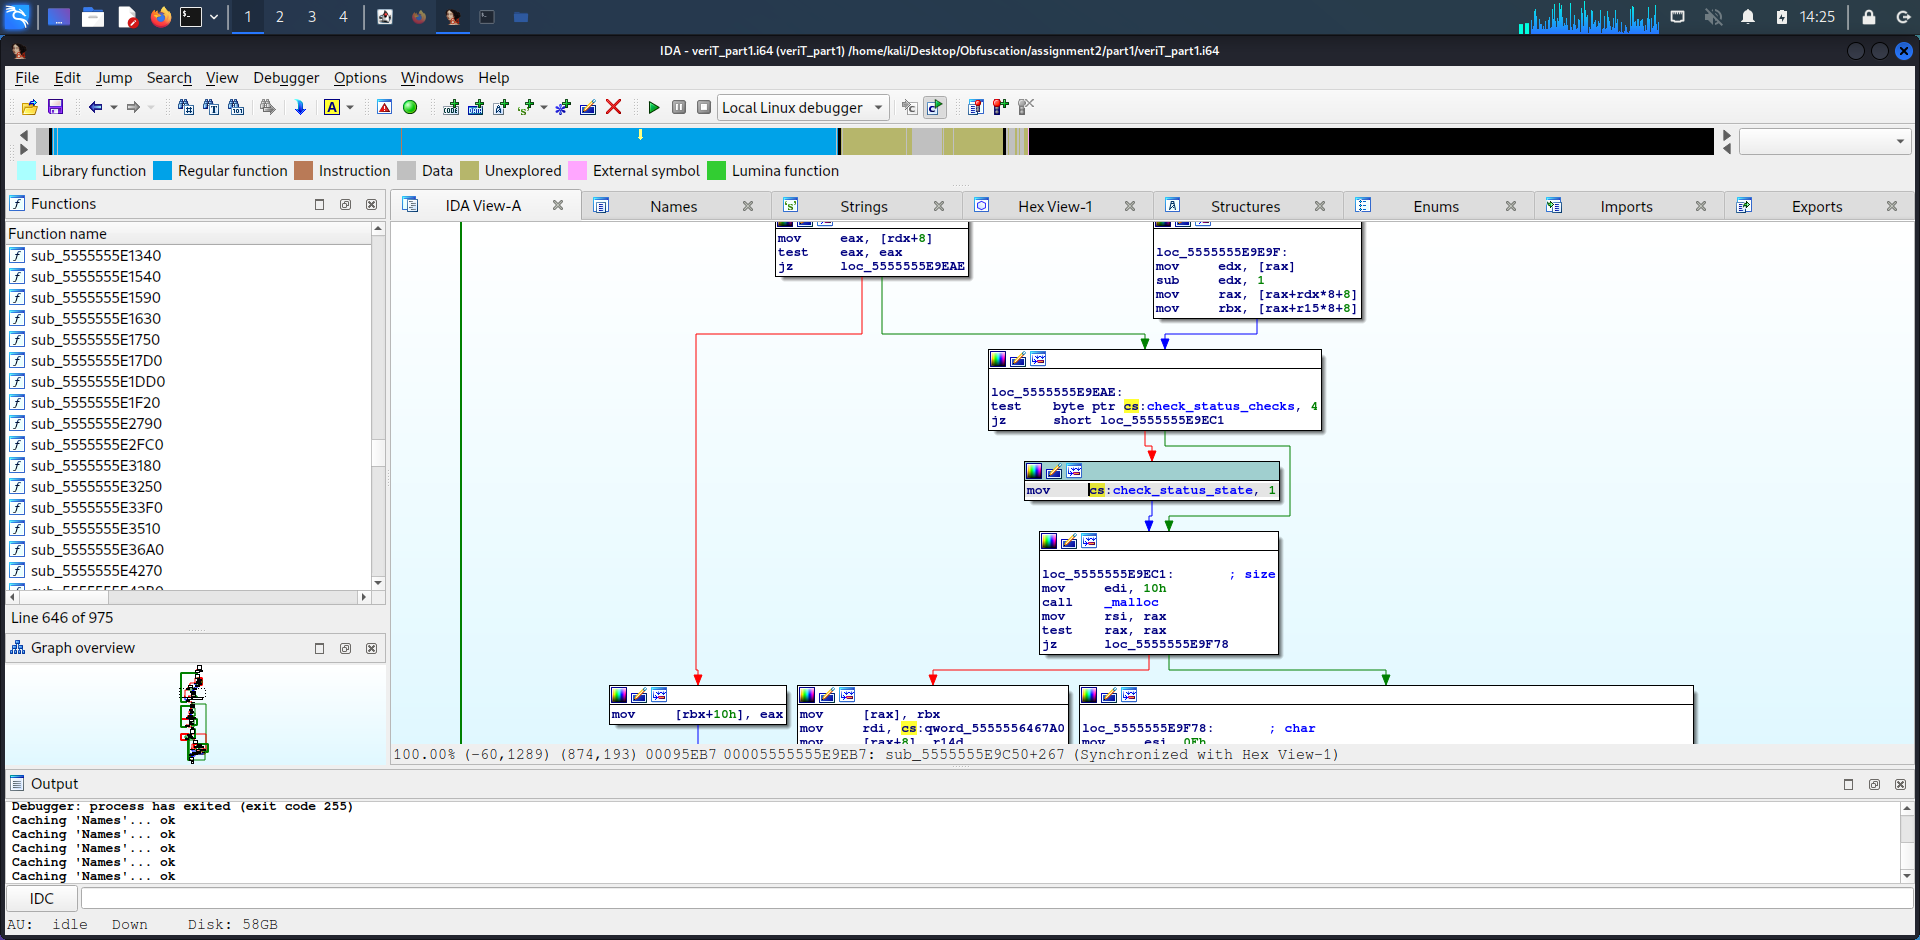 1 2 3 4
14:25
IDA - veriT_part1.i64 (veriT_part1) /home/kali/Desktop/Obfuscation/assignment2/part1/veriT_part1.i64
File Edit Jump Search View Debugger Options Windows Help
Local Linux debugger
Library function Regular function Instruction Data Unexplored External symbol Lumina function
Functions
IDA View-A Names Strings Hex View-1 Structures Enums Imports Exports
Function name
sub_5555555E1340
sub_5555555E1540
sub_5555555E1590
sub_5555555E1630
sub_5555555E1750
sub_5555555E17D0
sub_5555555E1DD0
sub_5555555E1F20
sub_5555555E2790
sub_5555555E2FC0
sub_5555555E3180
sub_5555555E3250
sub_5555555E33F0
sub_5555555E3510
sub_5555555E36A0
sub_5555555E4270
Line 646 of 975
Graph overview
mov eax, [rdx+8]
test eax, eax
jz loc_5555555E9EAE
loc_5555555E9E9F:
mov edx, [rax]
sub edx, 1
mov rax, [rax+rdx*8+8]
mov rbx, [rax+r15*8+8]
loc_5555555E9EAE:
test byte ptr cs:check_status_checks, 4
jz short loc_5555555E9EC1
mov cs:check_status_state, 1
loc_5555555E9EC1: ; size
mov edi, 10h
call _malloc
mov rsi, rax
test rax, rax
jz loc_5555555E9F78
mov [rbx+10h], eax
mov [rax], rbx
mov rdi, cs:qword_5555556467A0
mov [rax+8], r14d
loc_5555555E9F78: ; char
mov esi, 0Fh
100.00% (-60,1289) (874,193) 00095EB7 00005555555E9EB7: sub_5555555E9C50+267 (Synchronized with Hex View-1)
Output
Debugger: process has exited (exit code 255)
Caching 'Names'... ok
Caching 'Names'... ok
Caching 'Names'... ok
Caching 'Names'... ok
Caching 'Names'... ok
IDC
AU: idle Down Disk: 58GB